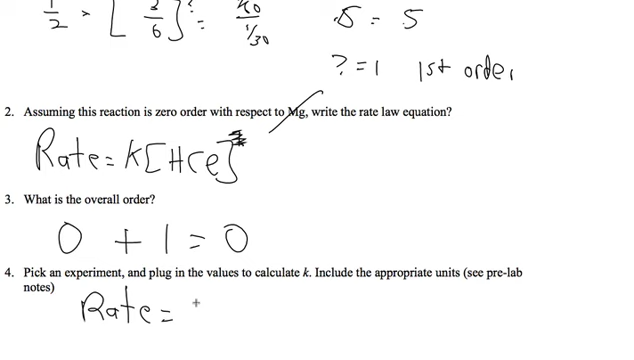 1/2 = [3/6]^? = 1/60 / 1/30
.5 = .5
? = 1 1st order
2. Assuming this reaction is zero order with respect to Mg, write the rate law equation?
Rate = K[HCl]
3. What is the overall order?
0 + 1 = 0
4. Pick an experiment, and plug in the values to calculate k. Include the appropriate units (see pre-lab
notes)
Rate =